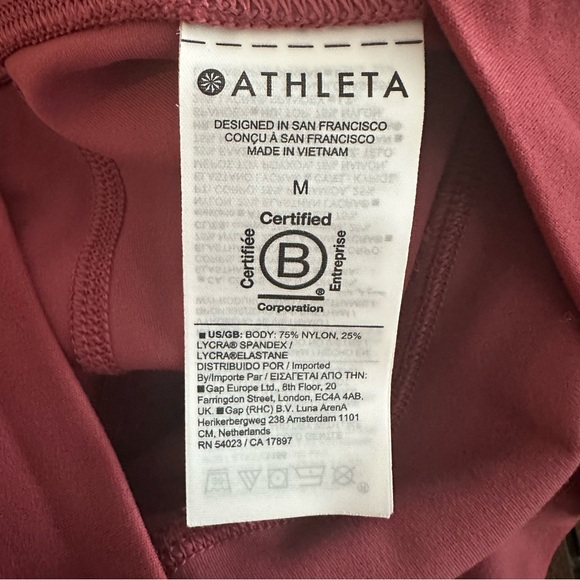 ATHLETA
DESIGNED IN SAN FRANCISCO
CONÇU À SAN FRANCISCO
MADE IN VIETNAM
M
Certified
Certifiée
B
Entreprise
®
Corporation
■ US/GB: BODY: 75% NYLON, 25%
LYCRA® SPANDEX /
LYCRA®ELASTANE
DISTRIBUTED FOR / Imported
By/Importe Par / ΕΙΣΑΓΕΤΑΙ ΑΠΟ ΤΗΝ:
■Gap Europe Ltd., 8th Floor, 20
Farringdon Street, London, EC4A 4AB,
UK. ■Gap (RHC) B.V. Luna ArenA
Herikerbergweg 238 Amsterdam 1101
CM, Netherlands
RN 54023 / CA 17897